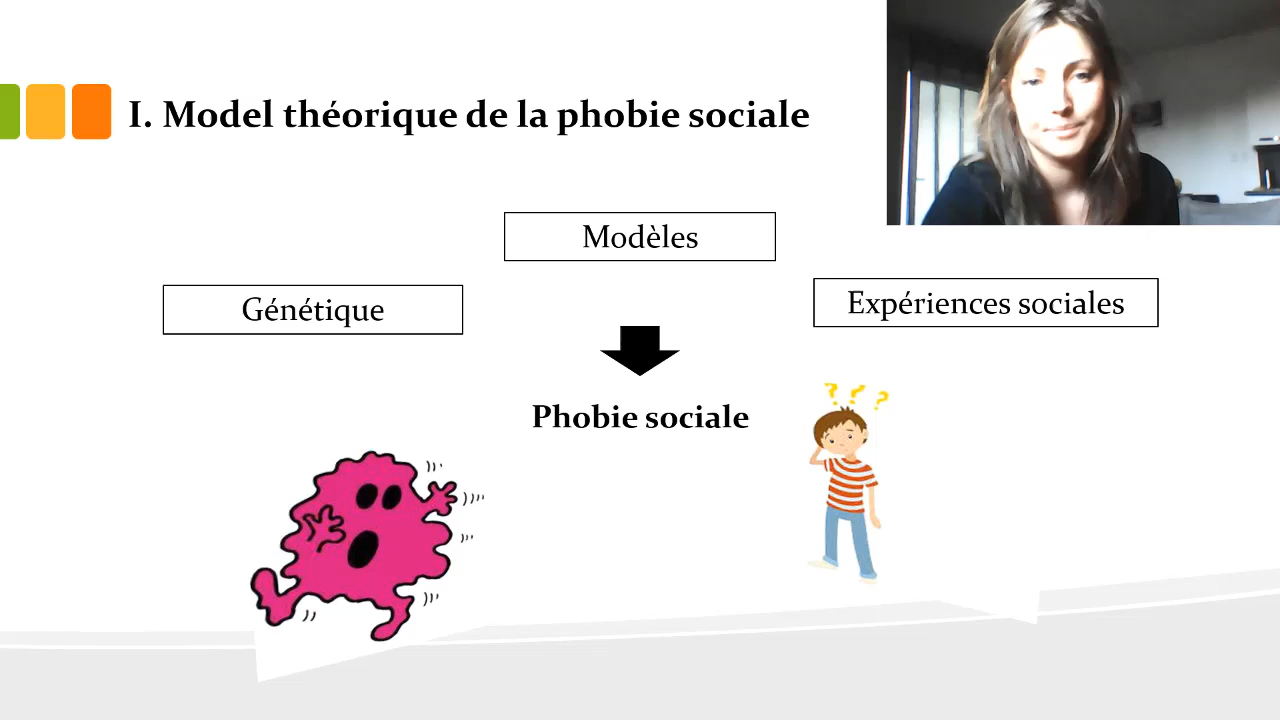 I. Model théorique de la phobie sociale
Modèles
Génétique
Expériences sociales
Phobie sociale
? ? ?